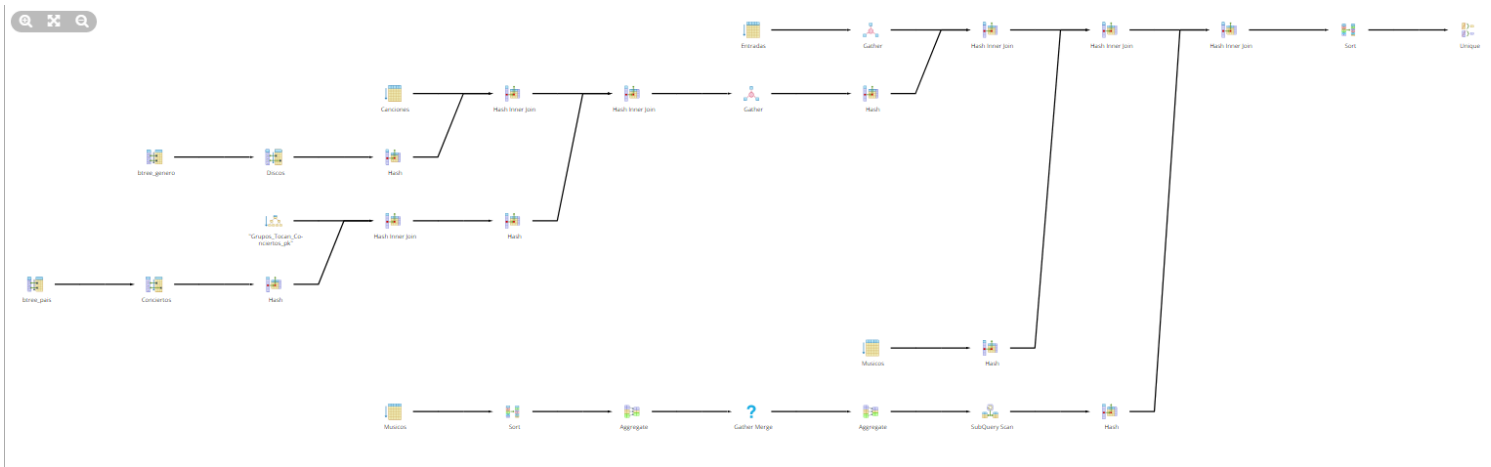 Entradas
Gather
Hash Inner Join
Hash Inner Join
Hash Inner Join
Sort
Unique
Canciones
Hash Inner Join
Hash Inner Join
Gather
Hash
btree_genero
Discos
Hash
"Grupos_Tocan_Co-
nciertos_pk"
Hash Inner Join
Hash
btree_pais
Conciertos
Hash
Musicos
Hash
Musicos
Sort
Aggregate
Gather Merge
Aggregate
SubQuery Scan
Hash